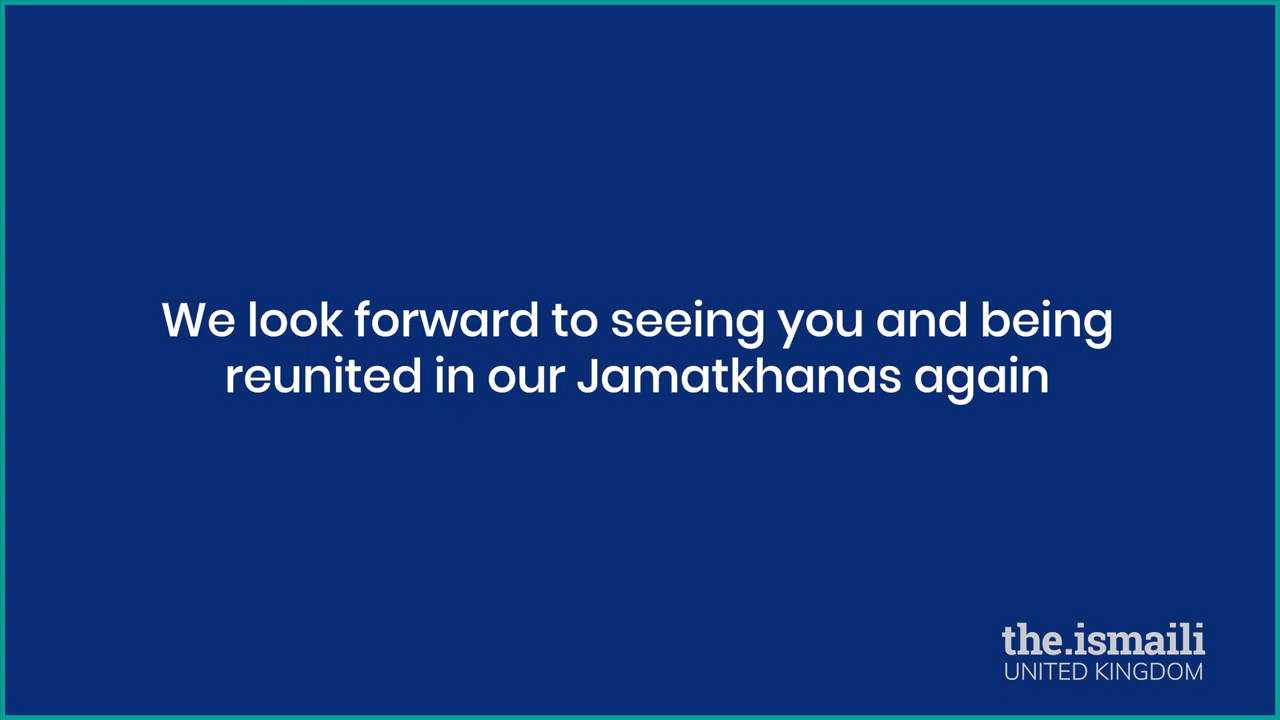 We look forward to seeing you and being
reunited in our Jamatkhanas again
the.ismaili
UNITED KINGDOM